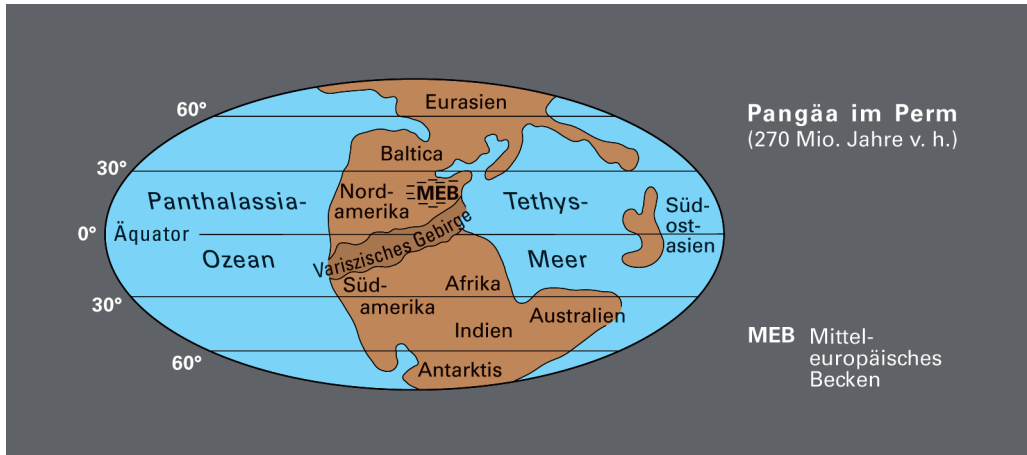 Pangäa im Perm
(270 Mio. Jahre v. h.)
60°
Eurasien
Baltica
30°
Nord-
amerika
MEB
Panthalassia-
Tethys-
Süd-
ost-
asien
0° Äquator
Variszisches Gebirge
Ozean
Meer
Süd-
amerika
Afrika
30°
Australien
Indien
60°
Antarktis
MEB Mittel-
europäisches
Becken